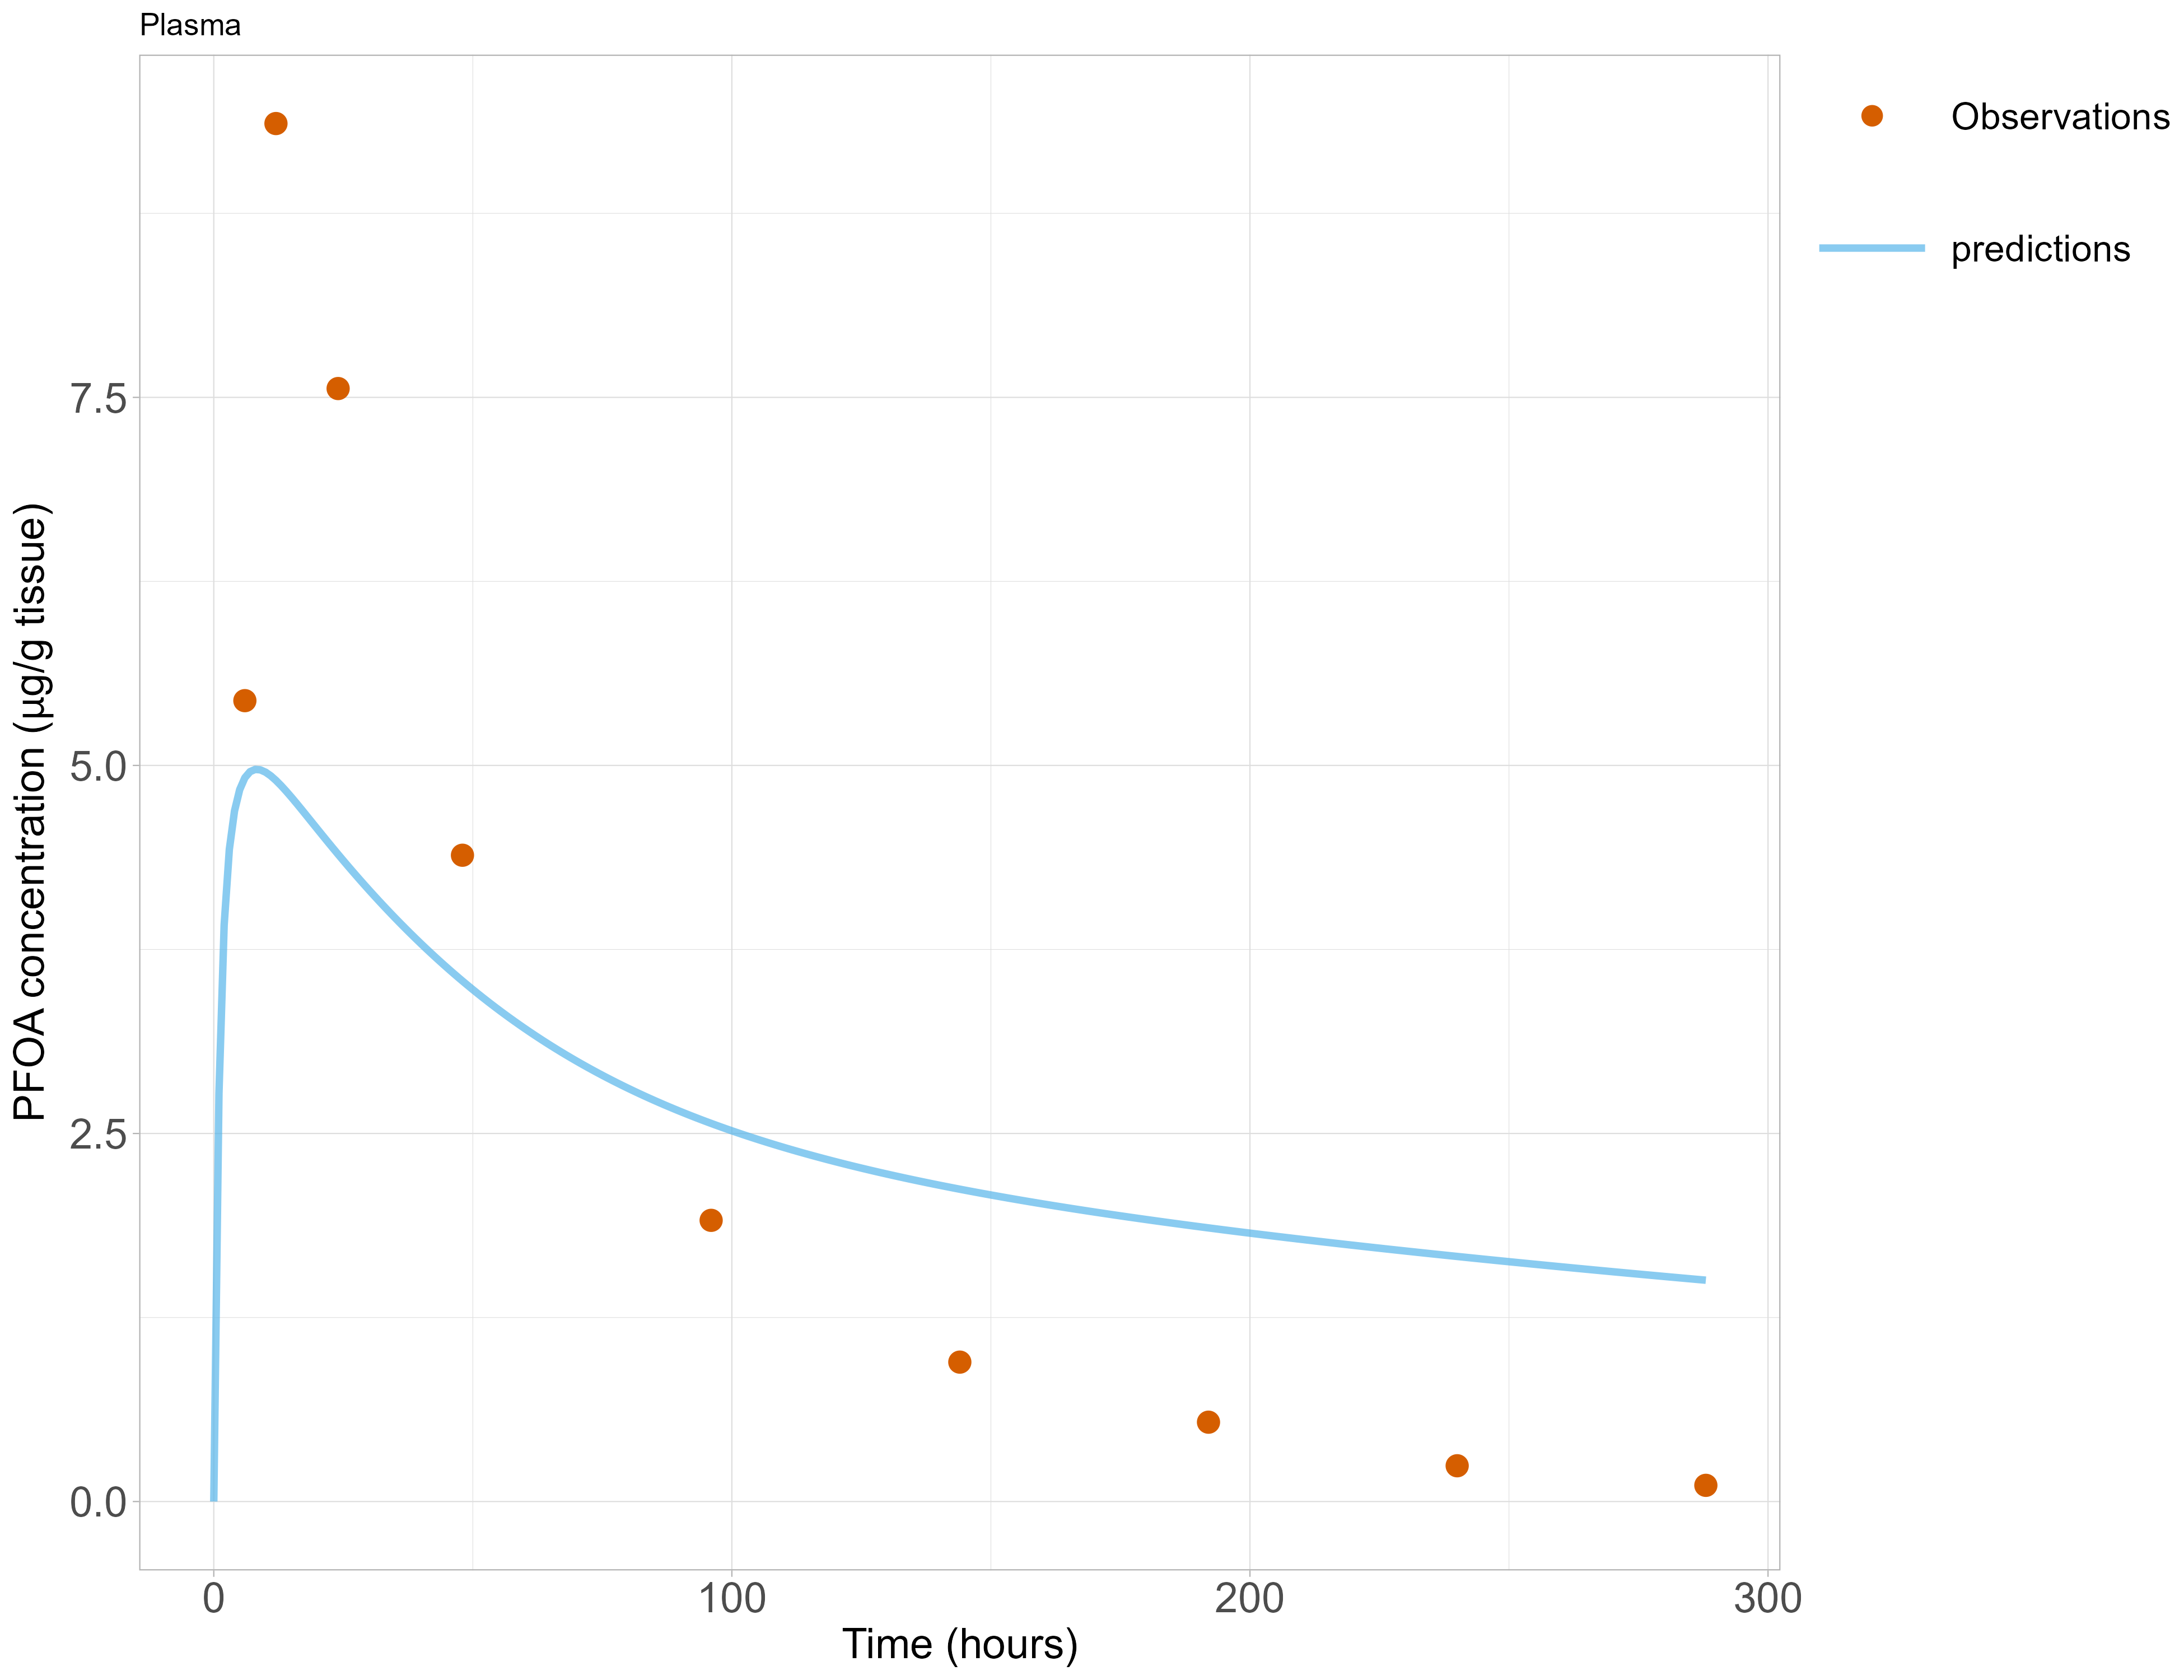 Plasma
Observations
predictions
PFOA concentration (µg/g tissue)
7.5
5.0
2.5
0.0
0
100
200
300
Time (hours)